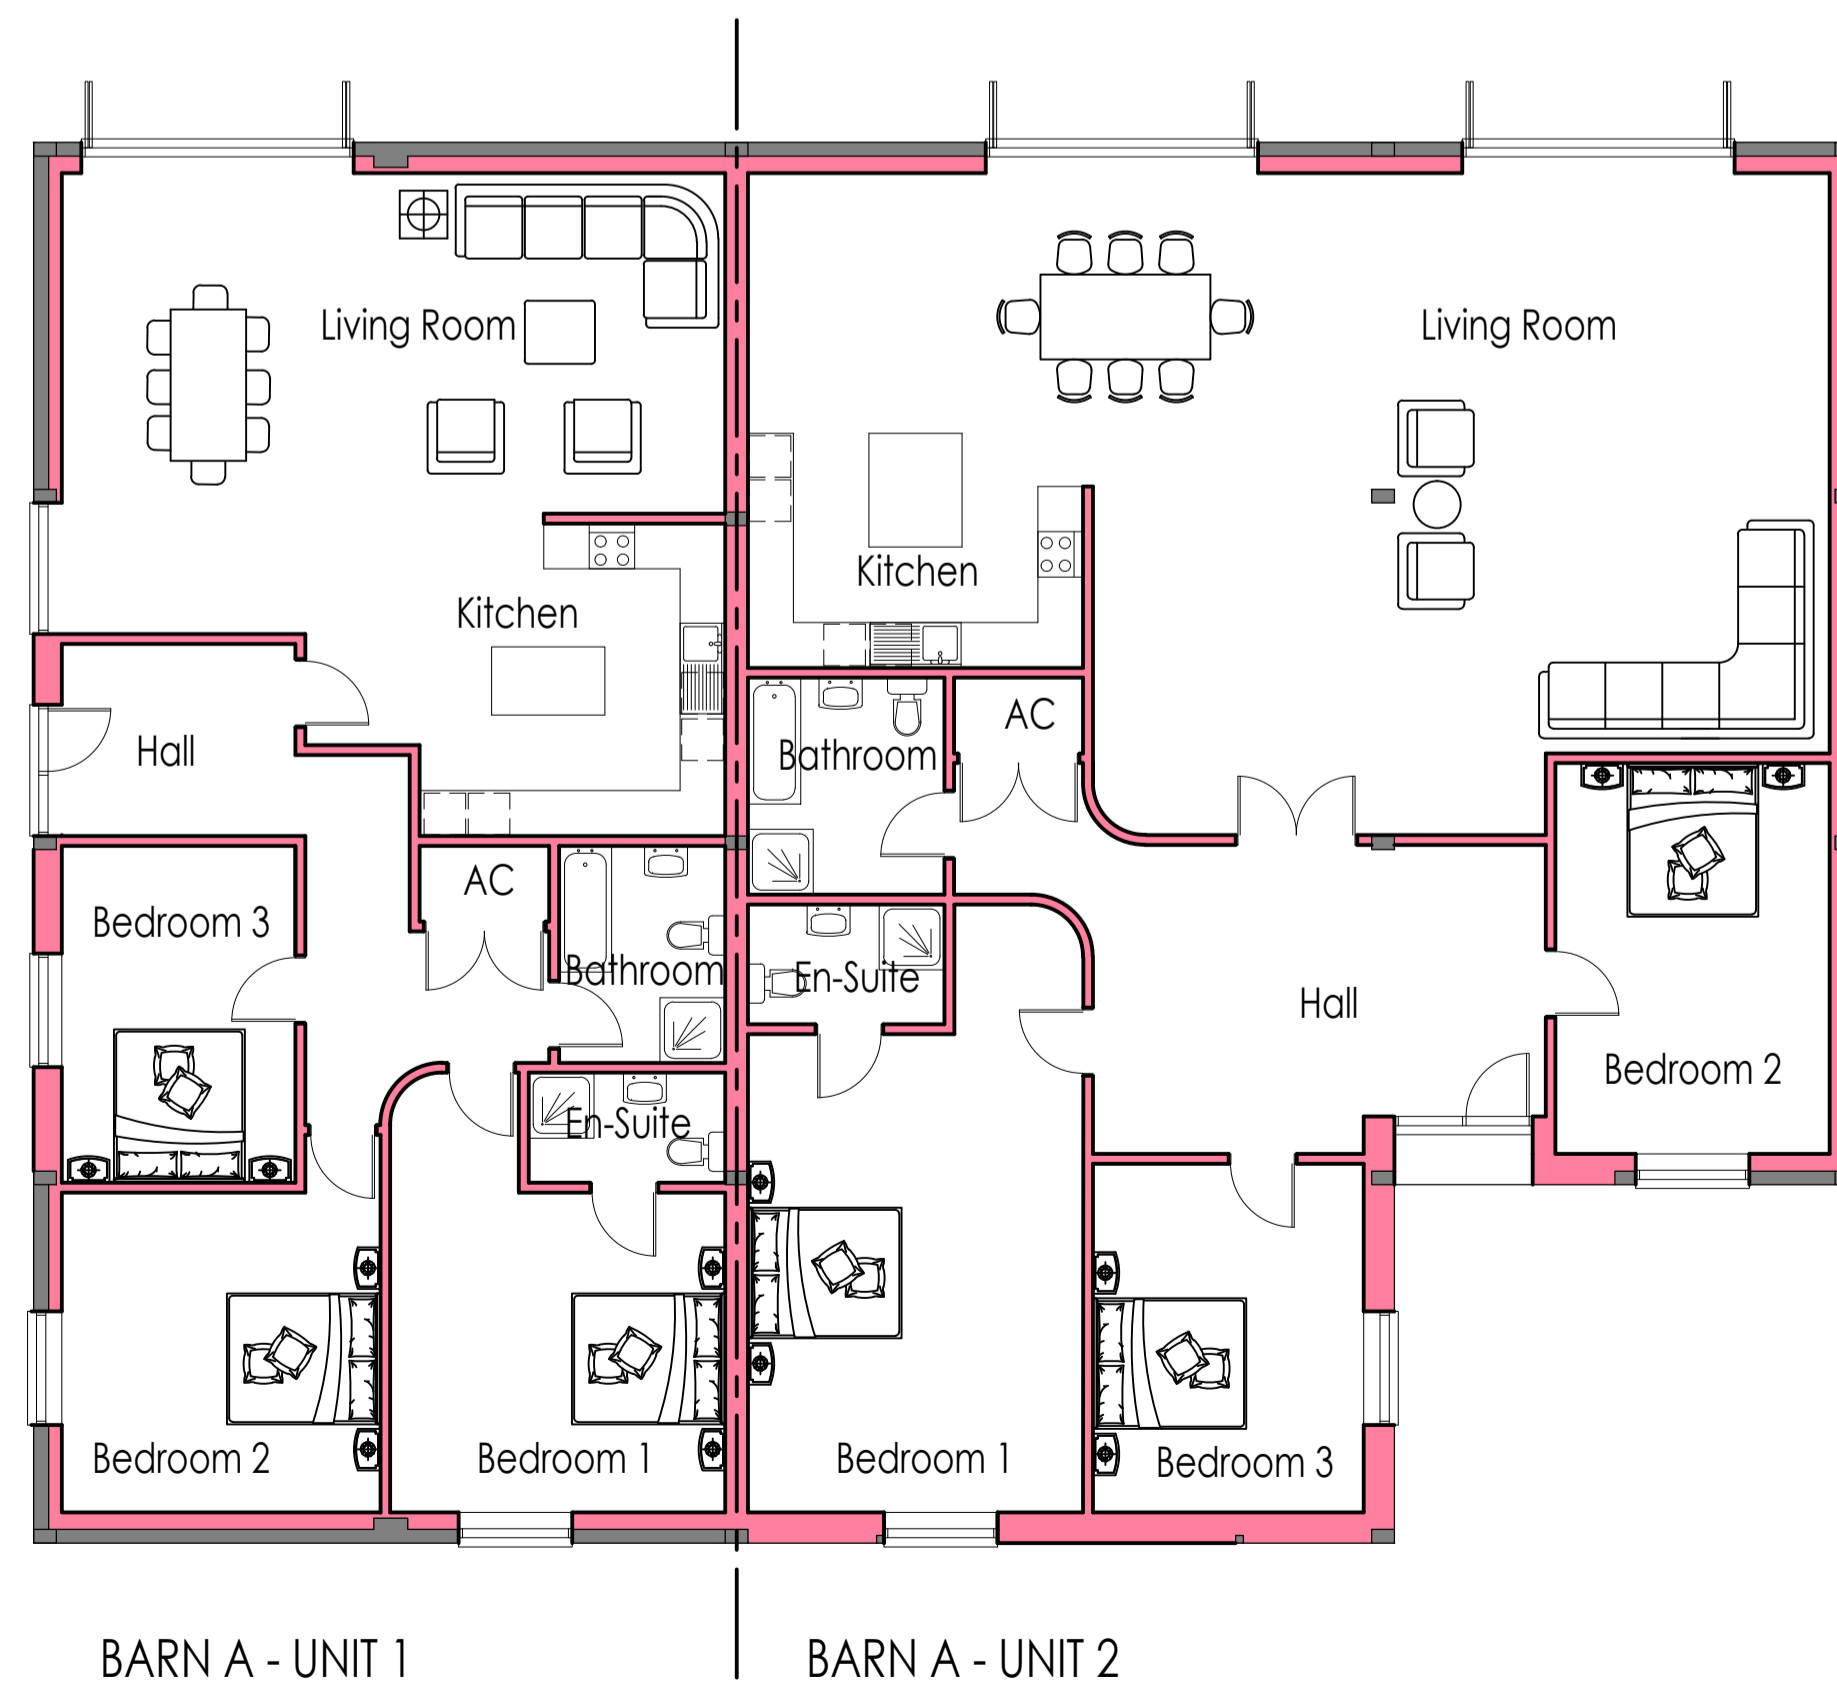 Living Room
Kitchen
Hall
AC
Bedroom 3
Bathroom
En-Suite
Bedroom 2
Bedroom 1
BARN A - UNIT 1
Living Room
Kitchen
AC
Bathroom
En-Suite
Hall
Bedroom 2
Bedroom 1
Bedroom 3
BARN A - UNIT 2